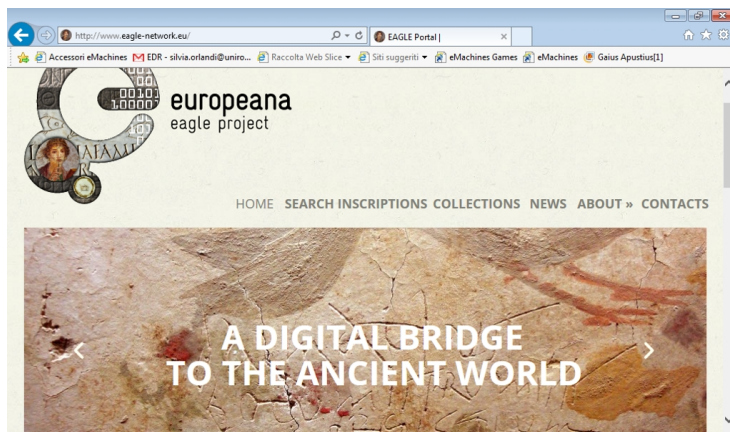 http://www.eagle-network.eu/
EAGLE Portal |
Accessori eMachines
EDR - silvia.orlandi@uniro...
Raccolta Web Slice
Siti suggeriti
eMachines Games
eMachines
Gaius Apustius[1]
europeana
eagle project
HOME SEARCH INSCRIPTIONS COLLECTIONS NEWS ABOUT » CONTACTS
A DIGITAL BRIDGE
TO THE ANCIENT WORLD